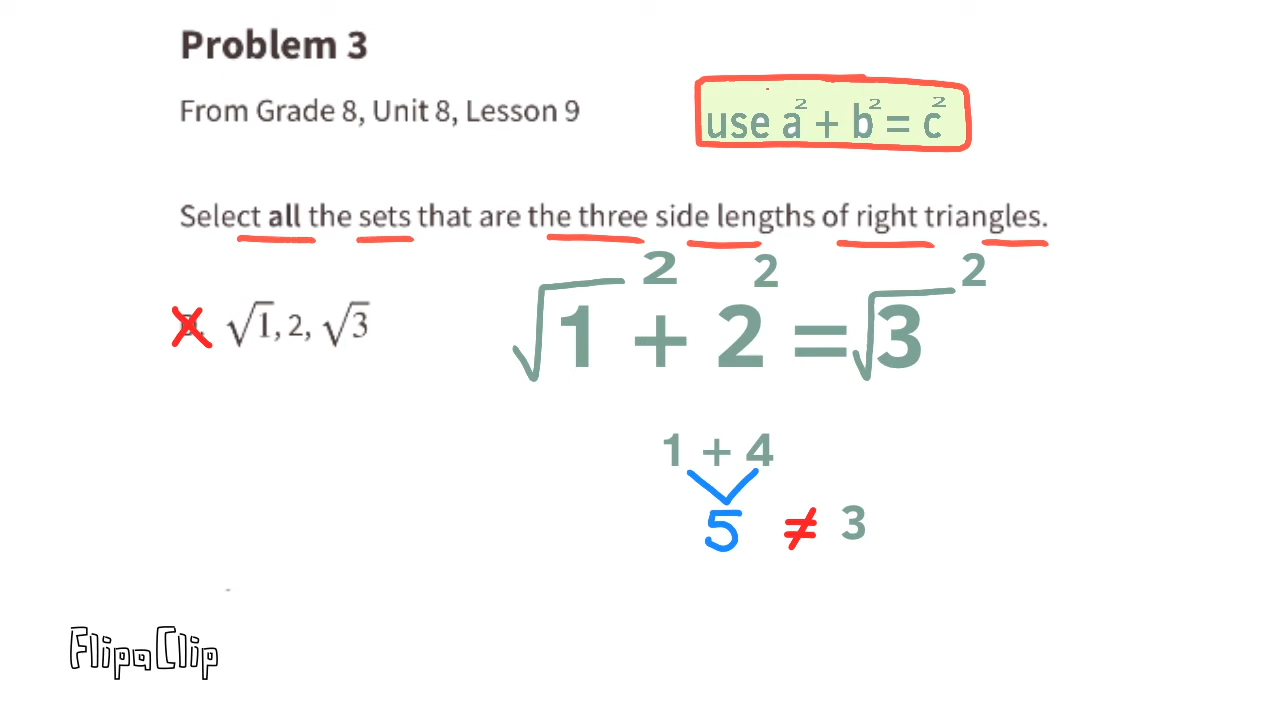 Problem 3
From Grade 8, Unit 8, Lesson 9
use a² + b² = c²
Select all the sets that are the three side lengths of right triangles.
√1, 2, √3
√1² + 2² = √3²
1 + 4
5 ≠ 3
FlipaClip